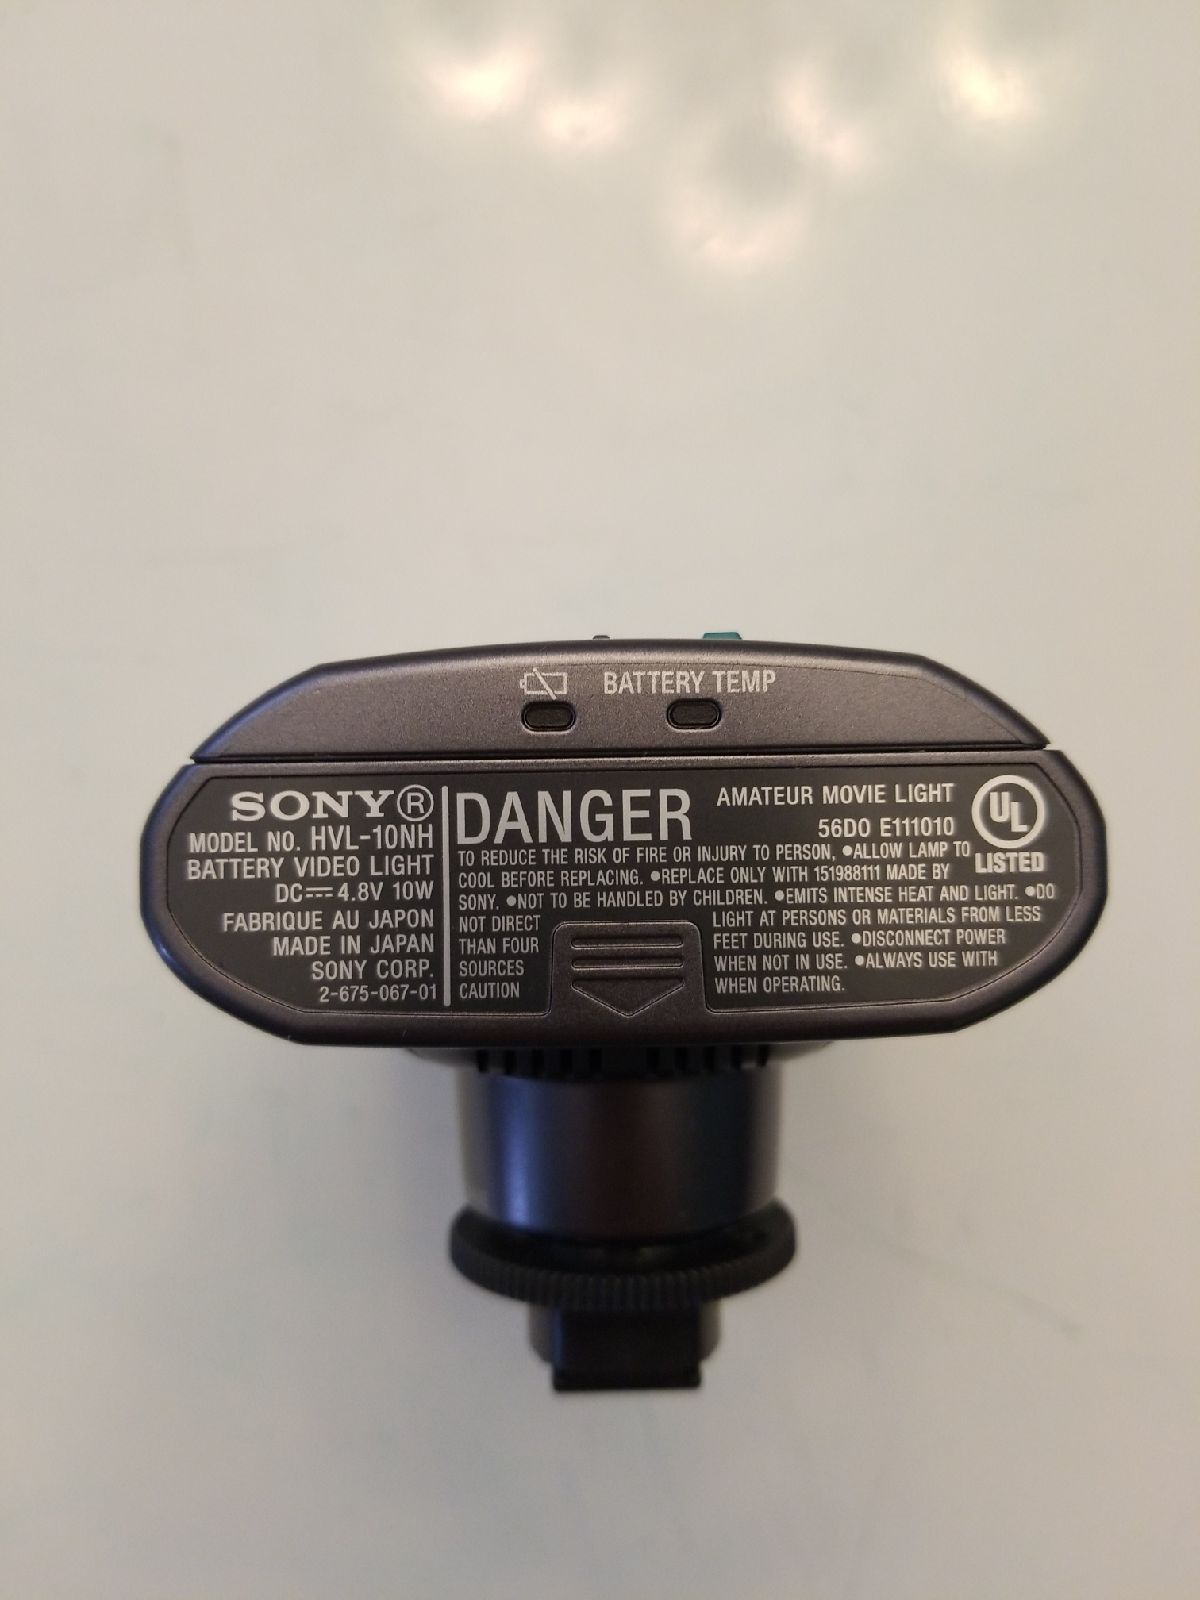 BATTERY TEMP
SONY®
MODEL NO. HVL-10NH
BATTERY VIDEO LIGHT
DC⎓4.8V 10W
FABRIQUE AU JAPON
MADE IN JAPAN
SONY CORP.
2-675-067-01
DANGER
AMATEUR MOVIE LIGHT
56D0 E111010
UL
LISTED
TO REDUCE THE RISK OF FIRE OR INJURY TO PERSON, ●ALLOW LAMP TO
COOL BEFORE REPLACING. ●REPLACE ONLY WITH 151988111 MADE BY
SONY. ●NOT TO BE HANDLED BY CHILDREN. ●EMITS INTENSE HEAT AND LIGHT. ●DO
NOT DIRECT LIGHT AT PERSONS OR MATERIALS FROM LESS
THAN FOUR FEET DURING USE. ●DISCONNECT POWER
SOURCES WHEN NOT IN USE. ●ALWAYS USE WITH
CAUTION WHEN OPERATING.